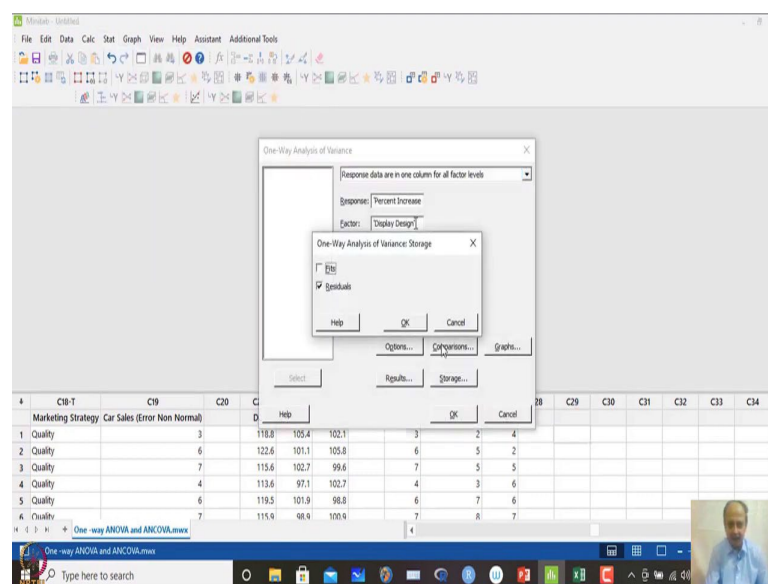 Minitab - Untitled
File Edit Data Calc Stat Graph View Help Assistant Additional Tools
One-Way Analysis of Variance
Response data are in one column for all factor levels
Response: 'Percent Increase
Factor: 'Display Design'
One-Way Analysis of Variance: Storage
Fits
Residuals
Help OK Cancel
Options... Comparisons... Graphs...
Select Results... Storage...
Help OK Cancel
C18-T C19 C20 28 C29 C30 C31 C32 C33 C34
Marketing Strategy Car Sales (Error Non Normal) D
1 Quality 3 118.8 105.4 102.1 3 2 4
2 Quality 6 122.6 101.1 105.8 6 5 2
3 Quality 7 115.6 102.7 99.6 7 5 5
4 Quality 4 113.6 97.1 102.7 4 3 6
5 Quality 6 119.5 101.9 98.8 6 7 6
6 Quality 7 115.9 98.9 100.9 7 8 7
One -way ANOVA and ANCOVA.mwx
One -way ANOVA and ANCOVA.mwx
Type here to search